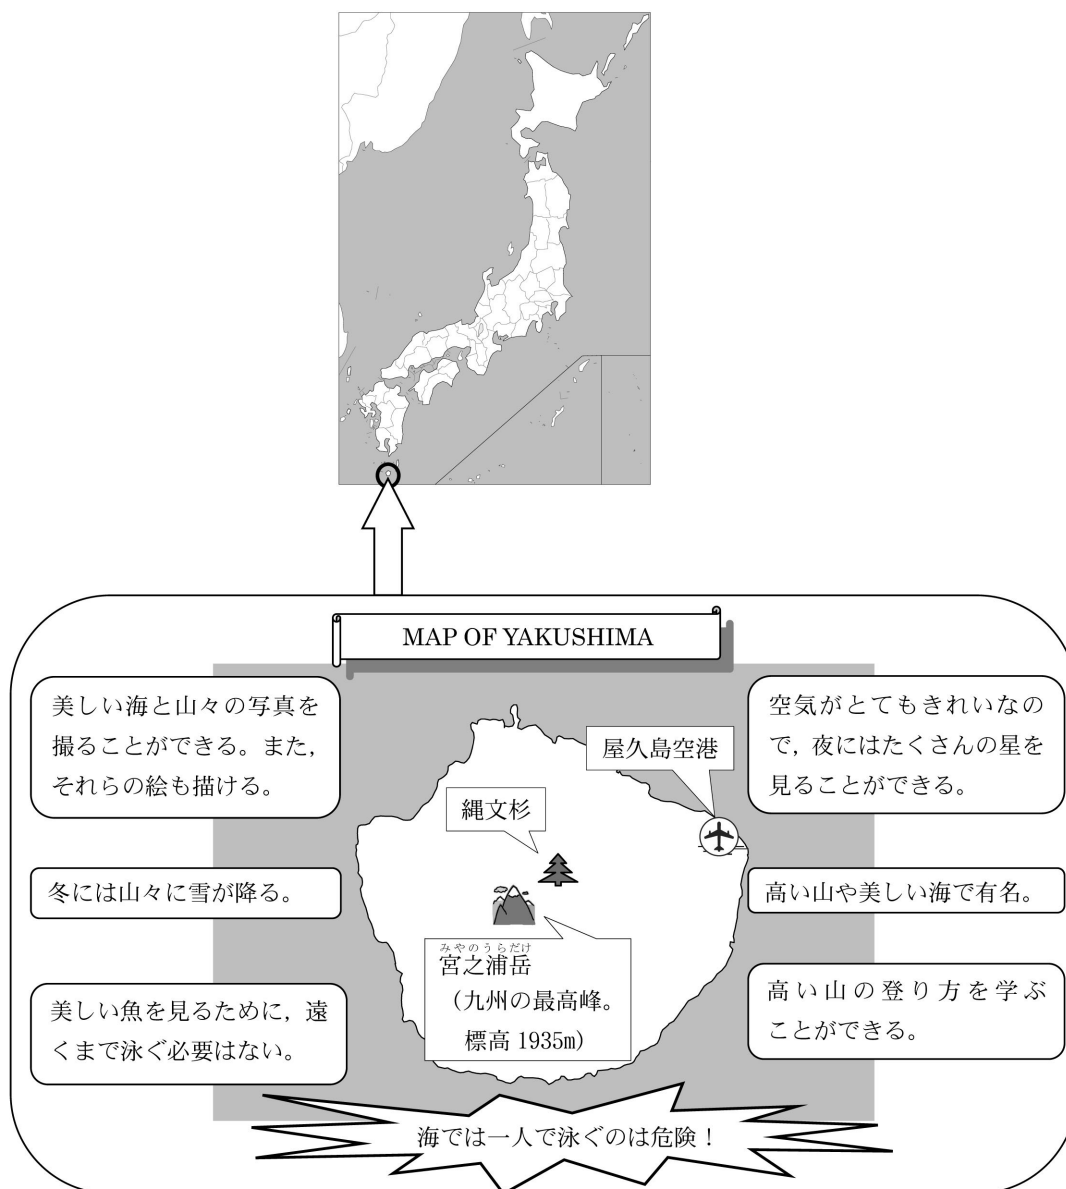 MAP OF YAKUSHIMA
美しい海と山々の写真を
撮ることができる。また，
それらの絵も描ける。
冬には山々に雪が降る。
美しい魚を見るために，遠
くまで泳ぐ必要はない。
屋久島空港
縄文杉
みやのうらだけ
宮之浦岳
（九州の最高峰。
標高 1935m）
空気がとてもきれいなの
で，夜にはたくさんの星を
見ることができる。
高い山や美しい海で有名。
高い山の登り方を学ぶ
ことができる。
海では一人で泳ぐのは危険！